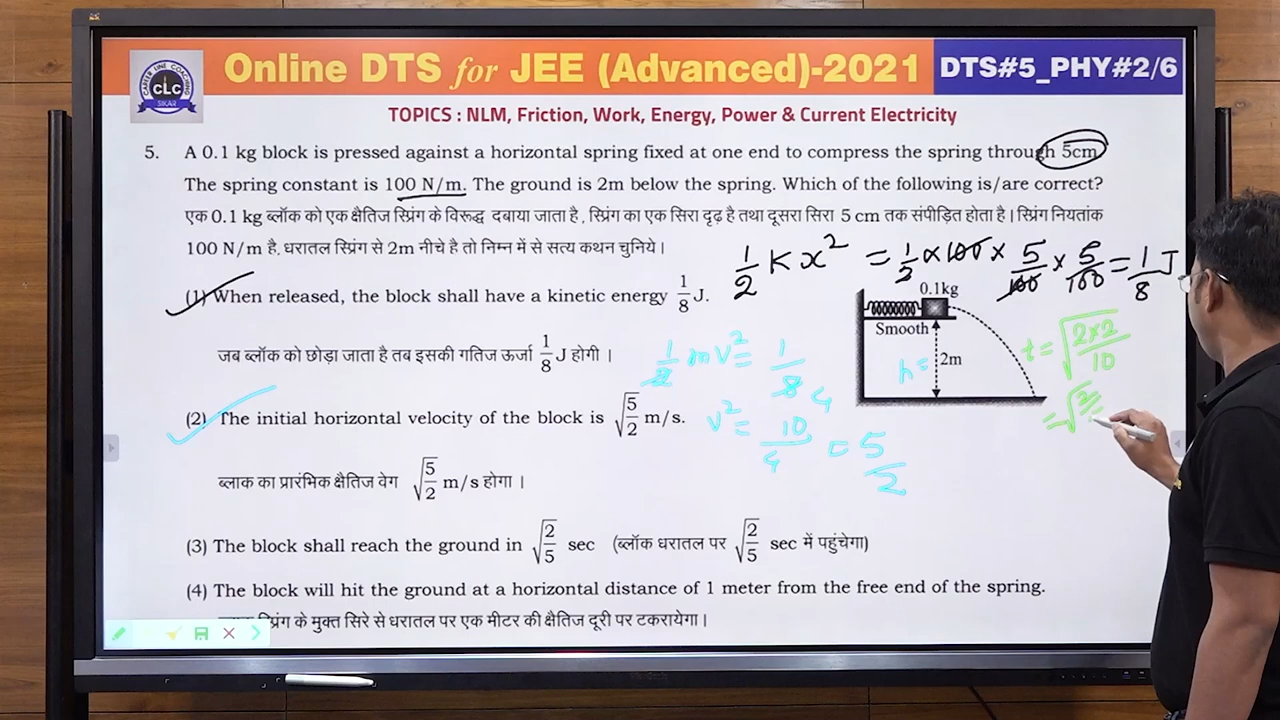 Online DTS for JEE (Advanced)-2021 DTS#5_PHY#2/6
CAREER LINE COACHING
CLC
SIKAR
TOPICS : NLM, Friction, Work, Energy, Power & Current Electricity
5. A 0.1 kg block is pressed against a horizontal spring fixed at one end to compress the spring through 5cm.
The spring constant is 100 N/m. The ground is 2m below the spring. Which of the following is/are correct?
एक 0.1 kg ब्लॉक को एक क्षैतिज स्प्रिंग के विरूद्ध दबाया जाता है, स्प्रिंग का एक सिरा दृढ़ है तथा दूसरा सिरा 5 cm तक संपीड़ित होता है। स्प्रिंग नियतांक
100 N/m है, धरातल स्प्रिंग से 2m नीचे है तो निम्न में से सत्य कथन चुनिये।
1/2 K x² = 1/2 × 100 × 5/100 × 5/100 = 1/8 J
(1) When released, the block shall have a kinetic energy 1/8 J.
0.1kg
Smooth
h = 2m
t = √(2×2/10)
= √(2/
जब ब्लॉक को छोड़ा जाता है तब इसकी गतिज ऊर्जा 1/8 J होगी।
1/2 mv² = 1/8 4
(2) The initial horizontal velocity of the block is √(5/2) m/s.
v² = 10/4 = 5/2
ब्लाक का प्रारंभिक क्षैतिज वेग √(5/2) m/s होगा।
(3) The block shall reach the ground in √(2/5) sec (ब्लॉक धरातल पर √(2/5) sec में पहुंचेगा)
(4) The block will hit the ground at a horizontal distance of 1 meter from the free end of the spring.
के मुक्त सिरे से धरातल पर एक मीटर की क्षैतिज दूरी पर टकरायेगा।